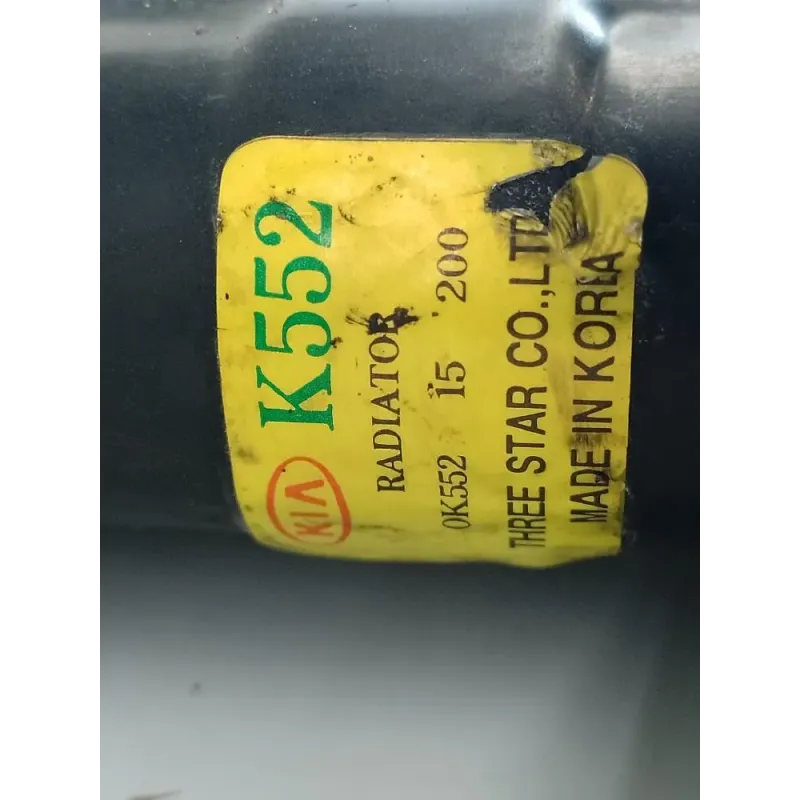 KIA K552
RADIATOR
0K552 15 200
THREE STAR CO.,LTD
MADE IN KOREA